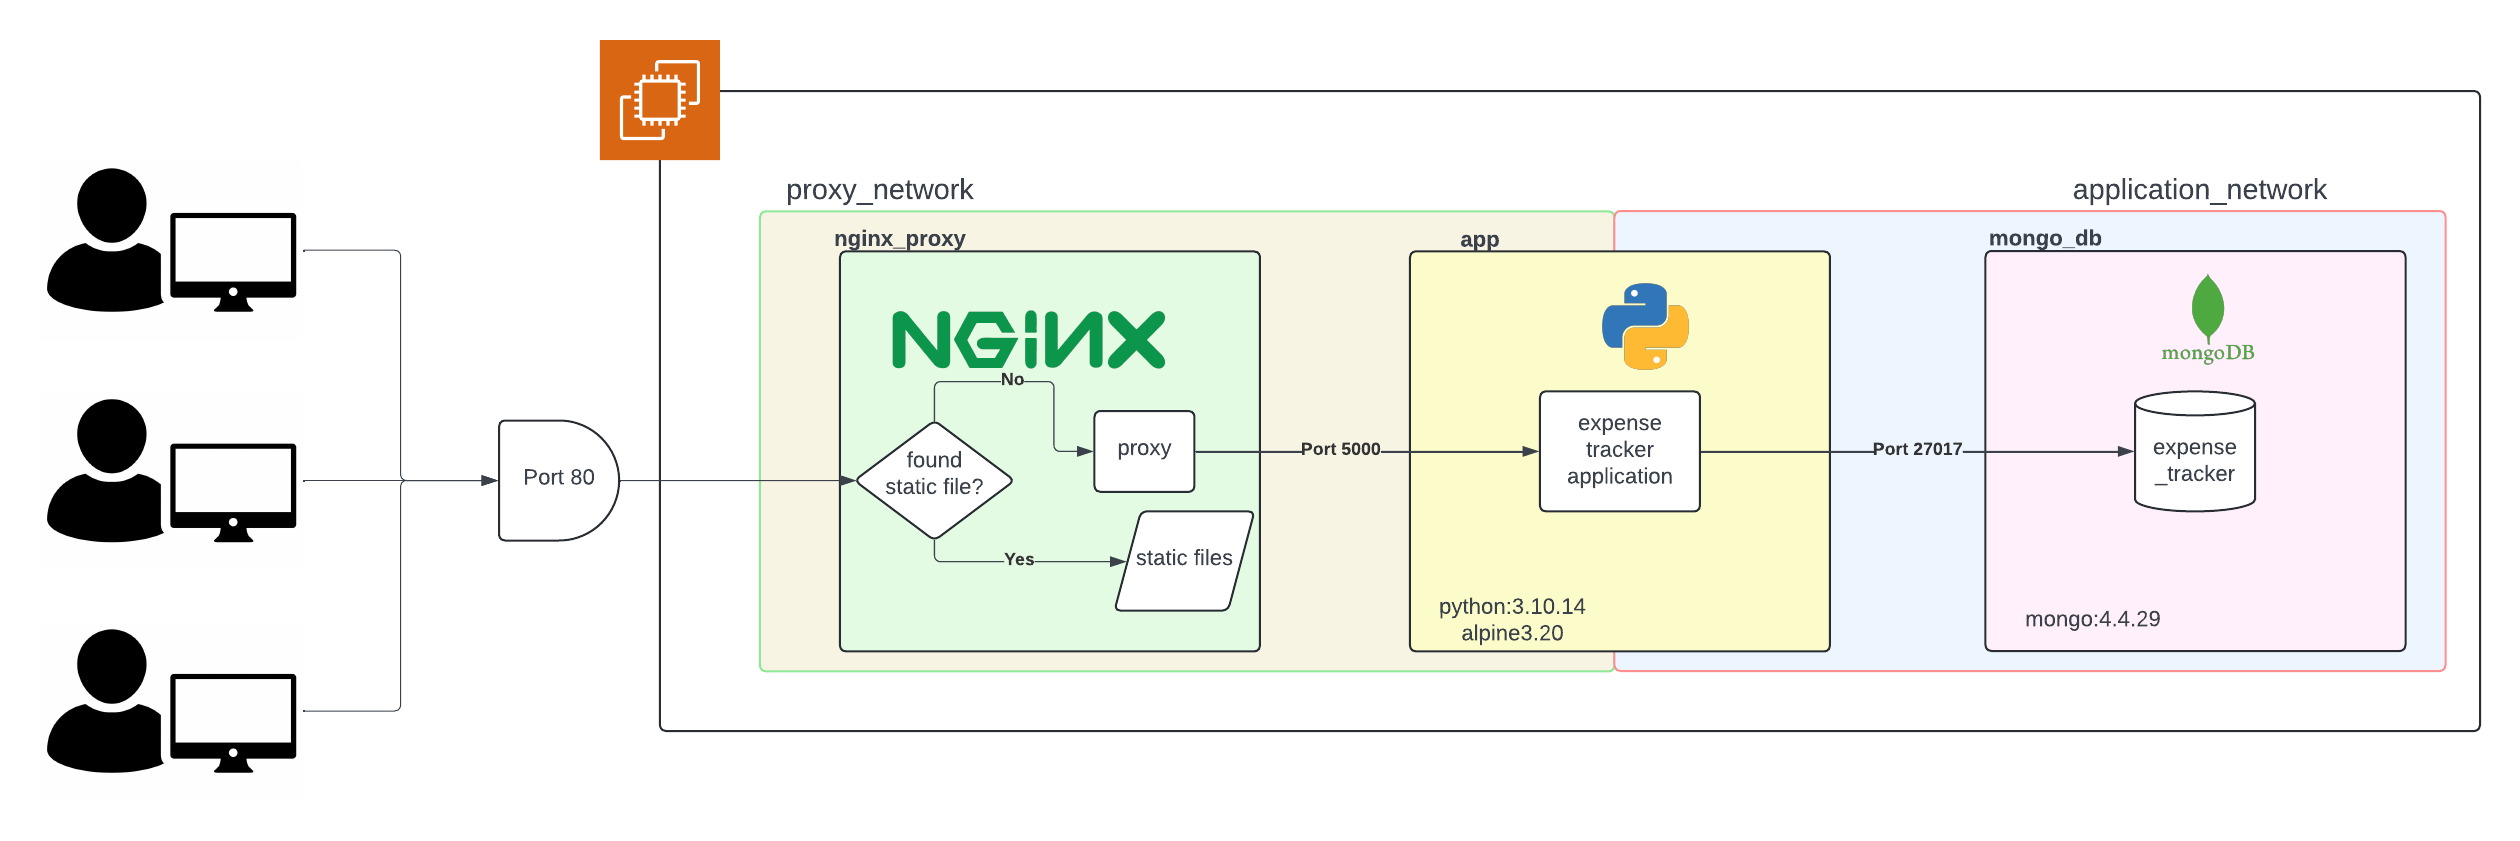 proxy_network
application_network
nginx_proxy
app
mongo_db
NGiNX
mongoDB
No
found
static file?
proxy
Port 5000
expense
tracker
application
Port 27017
expense
_tracker
Port 80
Yes
static files
python:3.10.14
alpine3.20
mongo:4.4.29